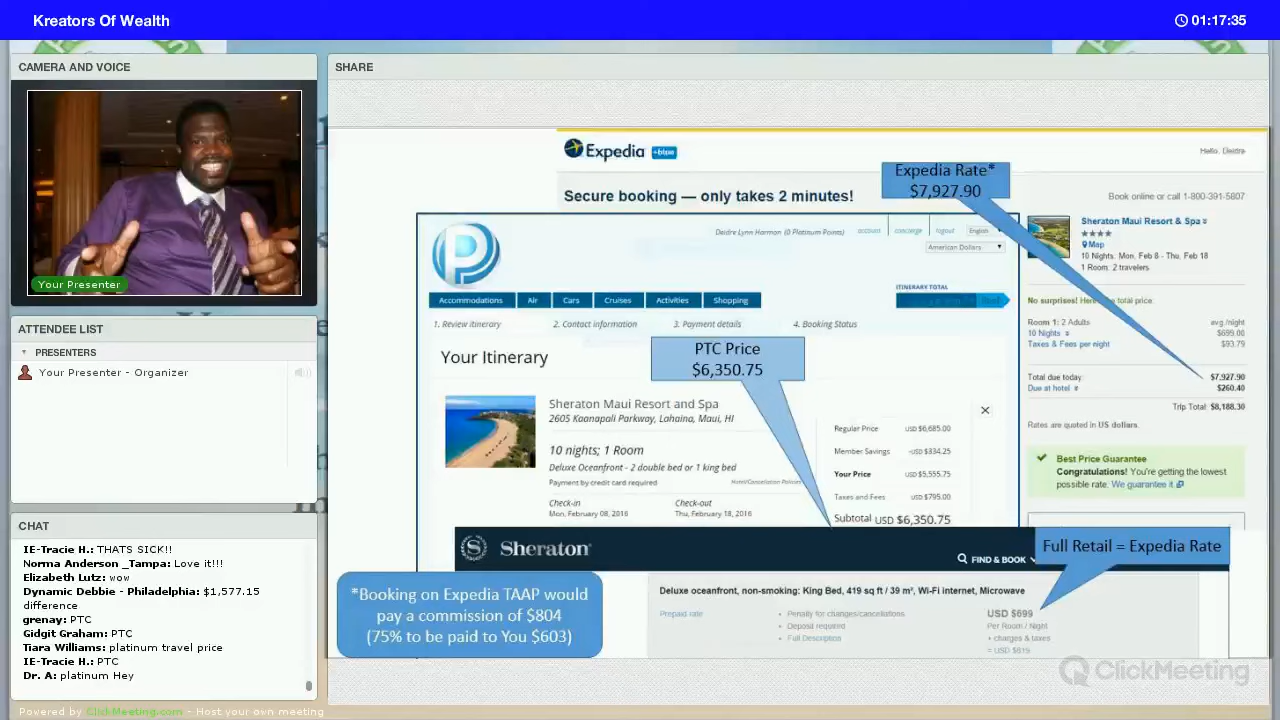 Kreators Of Wealth
01:17:35
CAMERA AND VOICE
Your Presenter
ATTENDEE LIST
PRESENTERS
Your Presenter - Organizer
CHAT
IE-Tracie H.: THATS SICK!!
Norma Anderson _Tampa: Love it!!!
Elizabeth Lutz: wow
Dynamic Debbie - Philadelphia: $1,577.15
difference
grenay: PTC
Gidgit Graham: PTC
Tiara Williams: platinum travel price
IE-Tracie H.: PTC
Dr. A: platinum Hey
Powered by ClickMeeting.com - Host your own meeting
SHARE
Expedia +blue
Hello, Deidre
Secure booking — only takes 2 minutes!
Expedia Rate*
$7,927.90
Book online or call 1-800-391-5807
Sheraton Maui Resort & Spa
Map
10 Nights: Mon, Feb 8 - Thu, Feb 18
1 Room: 2 travelers
No surprises! Here the total price:
Room 1: 2 Adults avg./night
10 Nights $699.00
Taxes & Fees per night $93.79
Total due today: $7,927.90
Due at hotel $260.40
Trip Total: $8,188.30
Rates are quoted in US dollars.
Best Price Guarantee
Congratulations! You're getting the lowest
possible rate. We guarantee it
P
Deidre Lynn Harmon (0 Platinum Points) account concierge logout English
American Dollars
ITINERARY TOTAL
Accommodations Air Cars Cruises Activities Shopping
1. Review itinerary 2. Contact information 3. Payment details 4. Booking Status
Your Itinerary
PTC Price
$6,350.75
Sheraton Maui Resort and Spa
2605 Kaanapali Parkway, Lahaina, Maui, HI
10 nights; 1 Room
Deluxe Oceanfront - 2 double bed or 1 king bed
Payment by credit card required Hotel/Cancellation Policies
Check-in Check-out
Mon, February 08, 2016 Thu, February 18, 2016
Regular Price USD $6,685.00
Member Savings -USD $334.25
Your Price USD $5,555.75
Taxes and Fees USD $795.00
Subtotal USD $6,350.75
S Sheraton
FIND & BOOK
Full Retail = Expedia Rate
Deluxe oceanfront, non-smoking: King Bed, 419 sq ft / 39 m², Wi-Fi internet, Microwave
Prepaid rate
Penalty for changes/cancellations
Deposit required
Full Description
USD $699
Per Room / Night
+ charges & taxes
= USD $819
*Booking on Expedia TAAP would
pay a commission of $804
(75% to be paid to You $603)
ClickMeeting